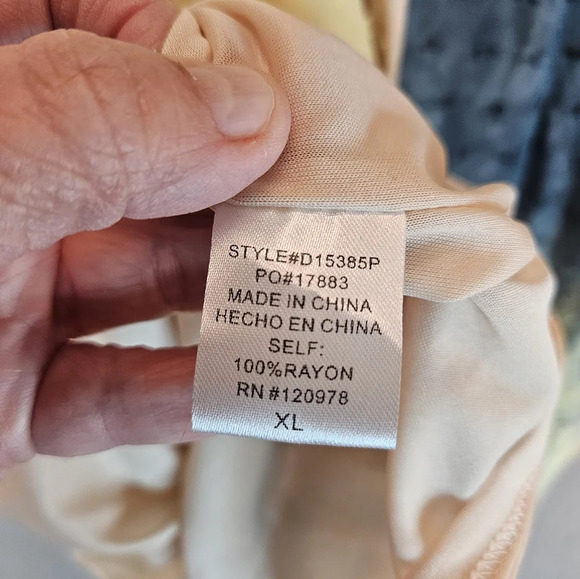 STYLE#D15385P
PO#17883
MADE IN CHINA
HECHO EN CHINA
SELF:
100%RAYON
RN #120978
XL